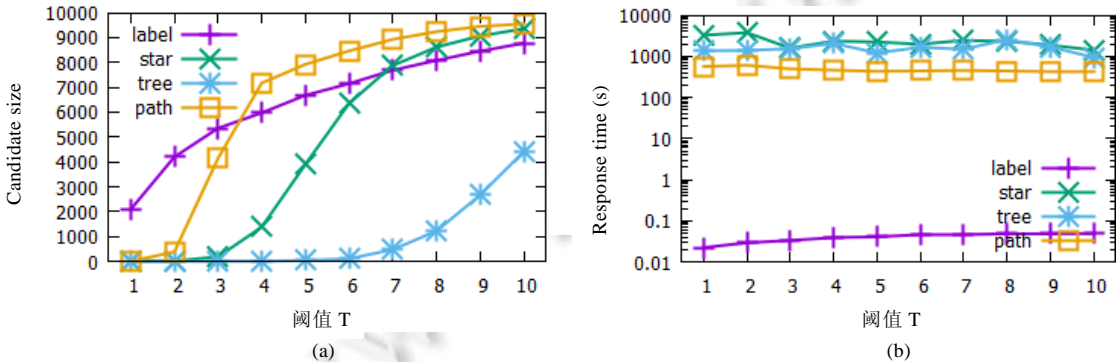 Candidate size
10000
9000
8000
7000
6000
5000
4000
3000
2000
1000
0
label
star
tree
path
1 2 3 4 5 6 7 8 9 10
阈值 T
(a)
Response time (s)
10000
1000
100
10
1
0.1
0.01
label
star
tree
path
1 2 3 4 5 6 7 8 9 10
阈值 T
(b)